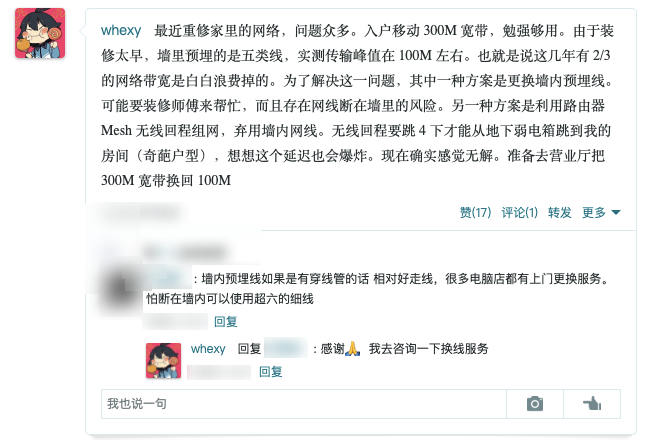 whexy 最近重修家里的网络，问题众多。入户移动 300M 宽带，勉强够用。由于装
修太早，墙里预埋的是五类线，实测传输峰值在 100M 左右。也就是说这几年有 2/3
的网络带宽是白白浪费掉的。为了解决这一问题，其中一种方案是更换墙内预埋线。
可能要装修师傅来帮忙，而且存在网线断在墙里的风险。另一种方案是利用路由器
Mesh 无线回程组网，弃用墙内网线。无线回程要跳 4 下才能从地下弱电箱跳到我的
房间（奇葩户型），想想这个延迟也会爆炸。现在确实感觉无解。准备去营业厅把
300M 宽带换回 100M
赞(17) 评论(1) 转发 更多
：墙内预埋线如果是有穿线管的话 相对好走线，很多电脑店都有上门更换服务。
怕断在墙内可以使用超六的细线
回复
whexy 回复 ：感谢🙏 我去咨询一下换线服务
回复
我也说一句